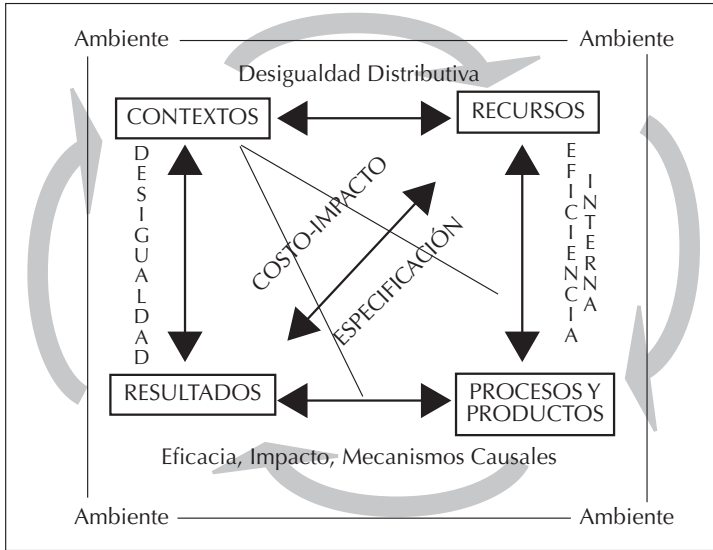 Ambiente
Ambiente
Desigualdad Distributiva
CONTEXTOS
RECURSOS
DESIGUALDAD
COSTO-IMPACTO
ESPECIFICACIÓN
EFICIENCIA
INTERNA
RESULTADOS
PROCESOS Y
PRODUCTOS
Eficacia, Impacto, Mecanismos Causales
Ambiente
Ambiente